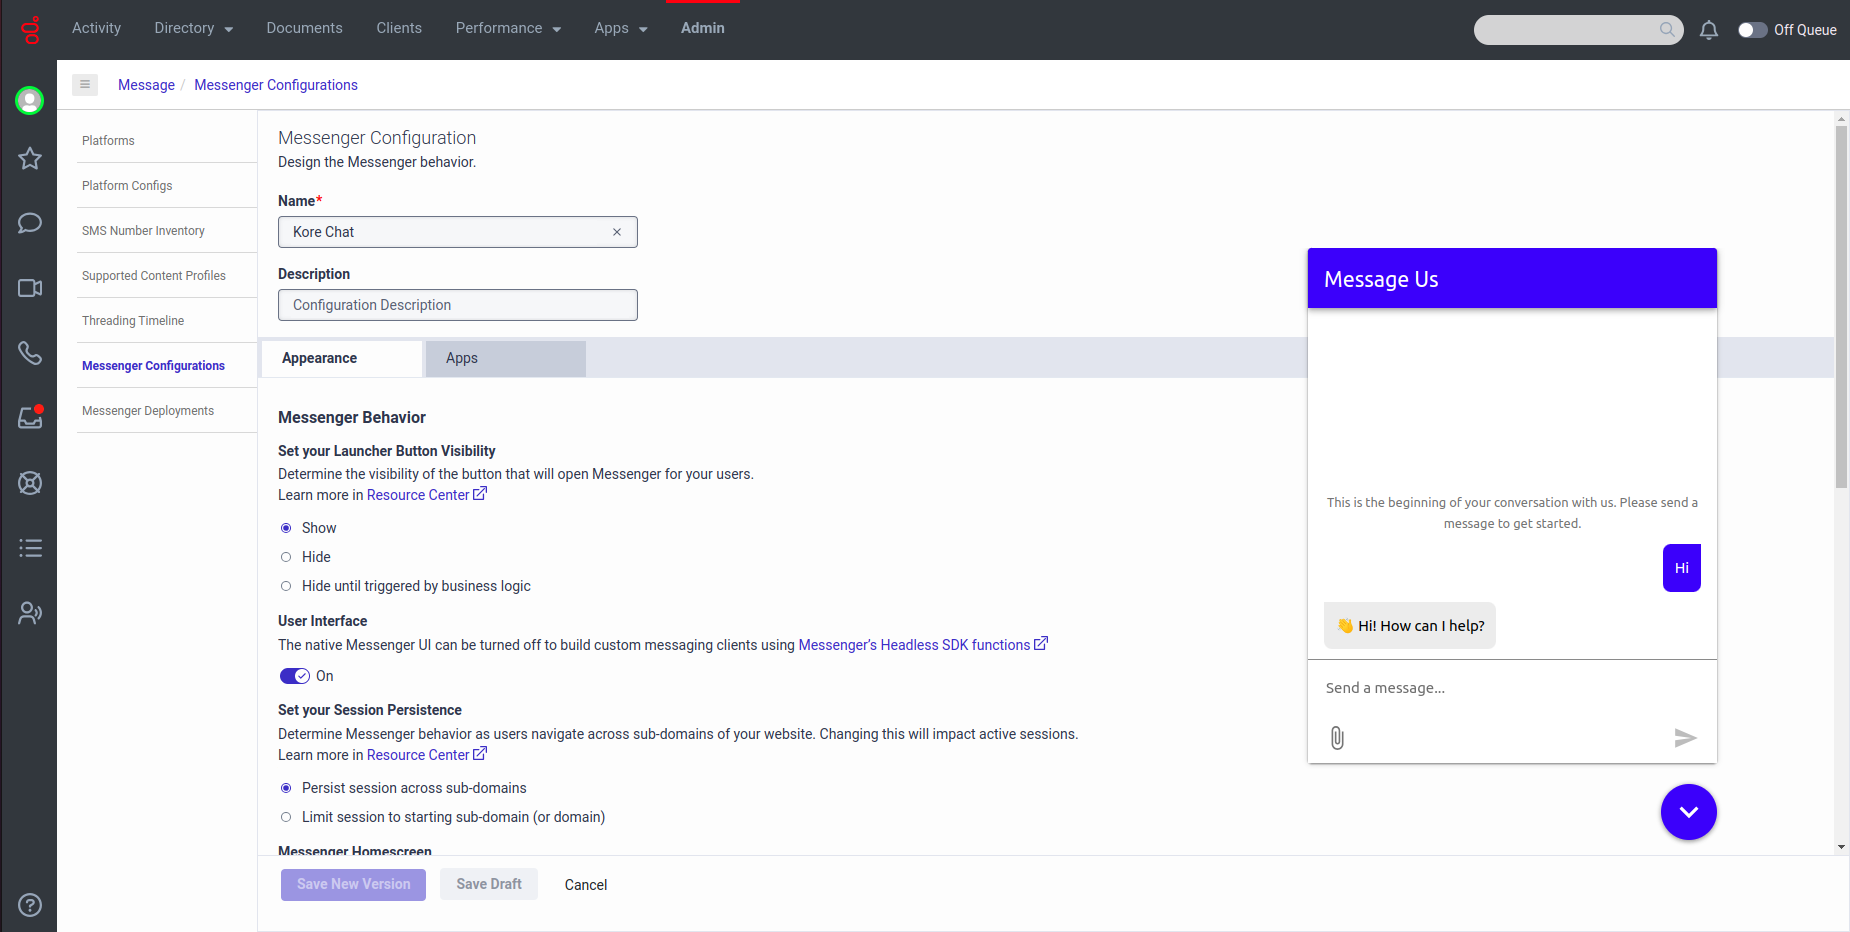 Activity
Directory
Documents
Clients
Performance
Apps
Admin
Off Queue
Message / Messenger Configurations
Platforms
Platform Configs
SMS Number Inventory
Supported Content Profiles
Threading Timeline
Messenger Configurations
Messenger Deployments
Messenger Configuration
Design the Messenger behavior.
Name*
Kore Chat
Description
Configuration Description
Appearance
Apps
Messenger Behavior
Set your Launcher Button Visibility
Determine the visibility of the button that will open Messenger for your users.
Learn more in Resource Center
Show
Hide
Hide until triggered by business logic
User Interface
The native Messenger UI can be turned off to build custom messaging clients using Messenger’s Headless SDK functions
On
Set your Session Persistence
Determine Messenger behavior as users navigate across sub-domains of your website. Changing this will impact active sessions.
Learn more in Resource Center
Persist session across sub-domains
Limit session to starting sub-domain (or domain)
Messenger Homescreen
Save New Version
Save Draft
Cancel
Message Us
This is the beginning of your conversation with us. Please send a
message to get started.
Hi
👋 Hi! How can I help?
Send a message...